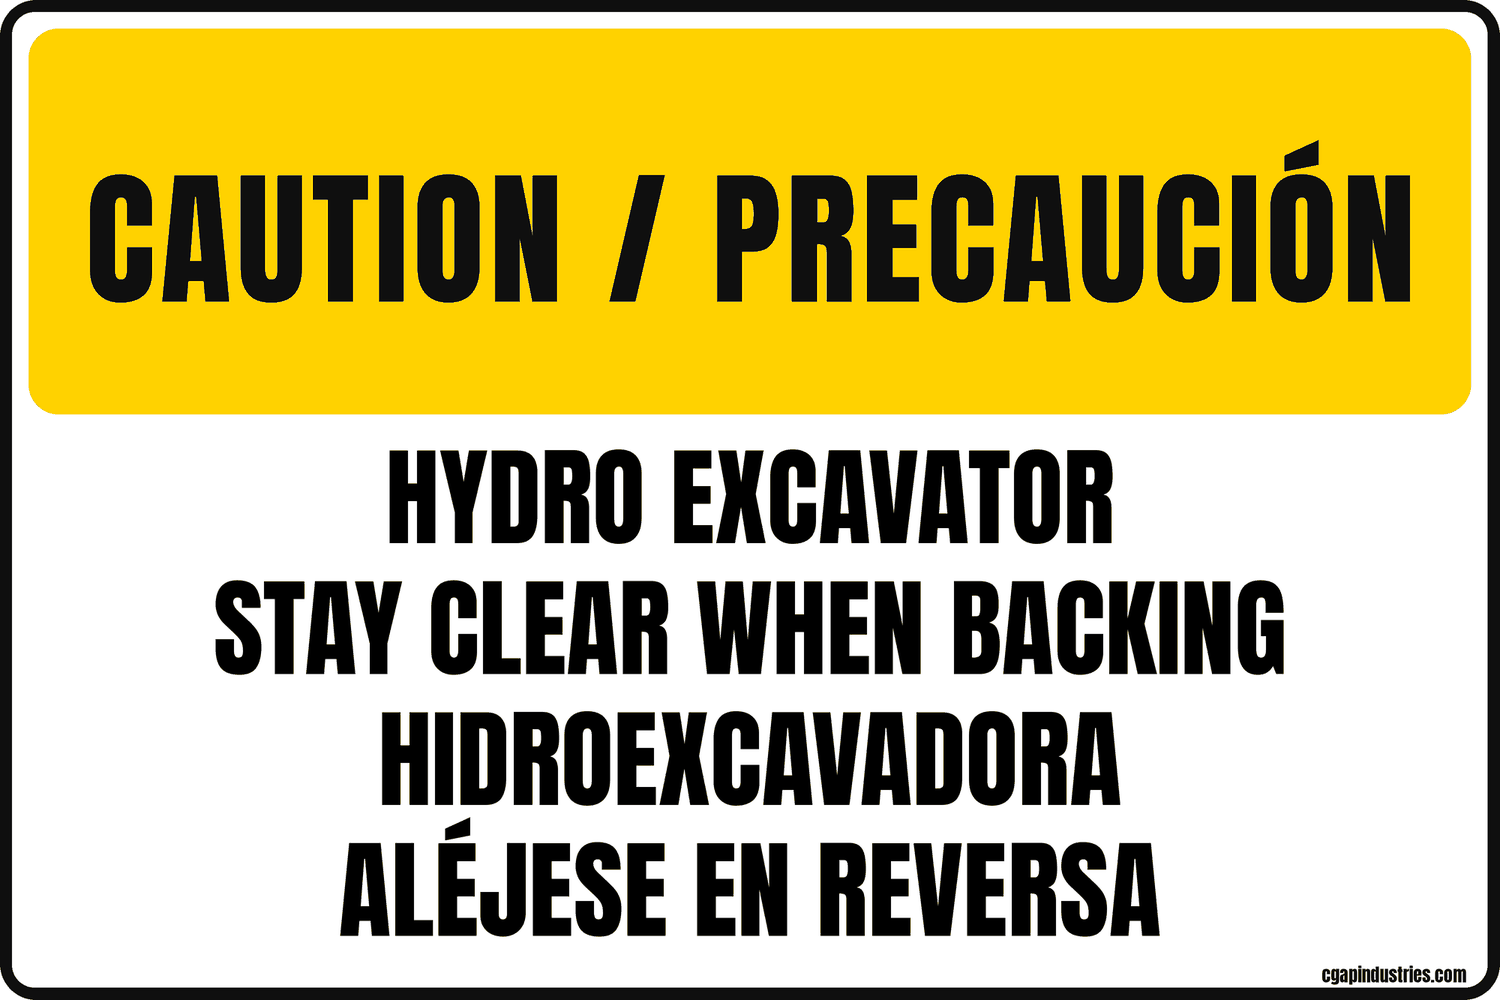 CAUTION / PRECAUCIÓN
HYDRO EXCAVATOR
STAY CLEAR WHEN BACKING
HIDROEXCAVADORA
ALÉJESE EN REVERSA
cgapindustries.com